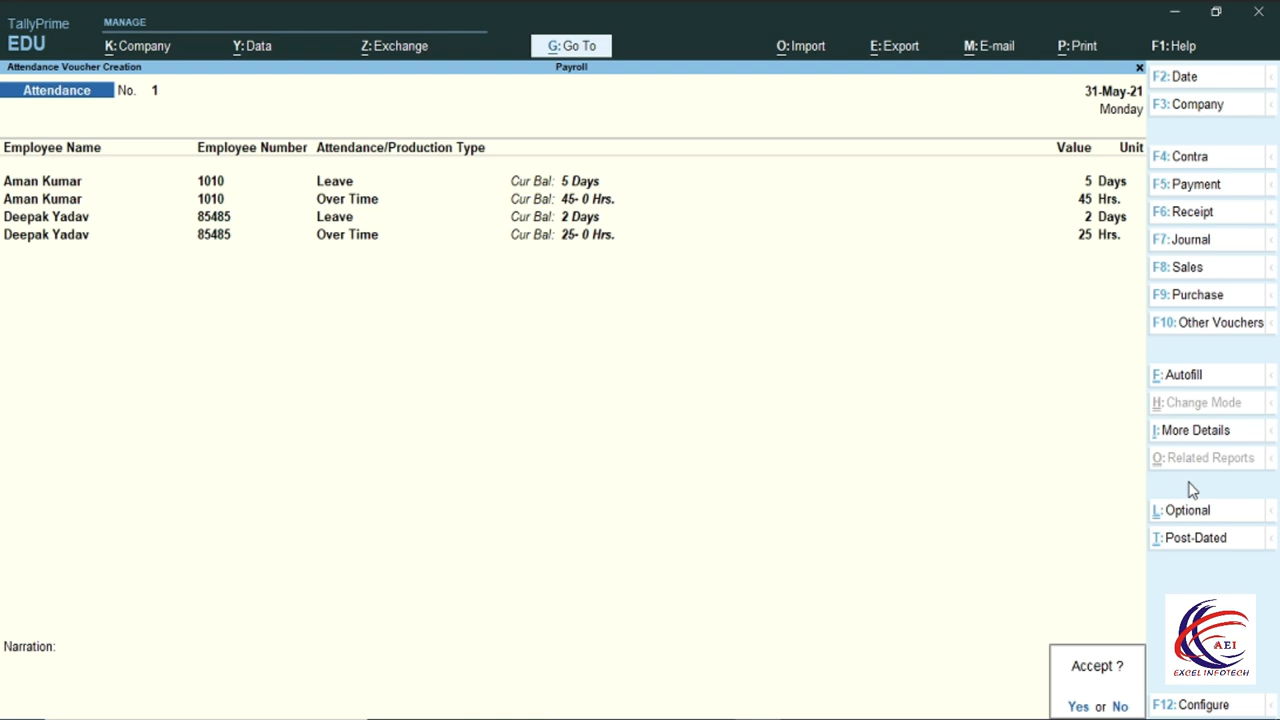 TallyPrime
EDU
MANAGE
K: Company Y: Data Z: Exchange G: Go To O: Import E: Export M: E-mail P: Print F1: Help
Attendance Voucher Creation Payroll x
Attendance No. 1 31-May-21
Monday
Employee Name Employee Number Attendance/Production Type Value Unit
Aman Kumar 1010 Leave Cur Bal: 5 Days 5 Days
Aman Kumar 1010 Over Time Cur Bal: 45- 0 Hrs. 45 Hrs.
Deepak Yadav 85485 Leave Cur Bal: 2 Days 2 Days
Deepak Yadav 85485 Over Time Cur Bal: 25- 0 Hrs. 25 Hrs.
Narration:
Accept ?
Yes or No
F2: Date
F3: Company
F4: Contra
F5: Payment
F6: Receipt
F7: Journal
F8: Sales
F9: Purchase
F10: Other Vouchers
F: Autofill
H: Change Mode
I: More Details
O: Related Reports
L: Optional
T: Post-Dated
AEI
EXCEL INFOTECH
F12: Configure